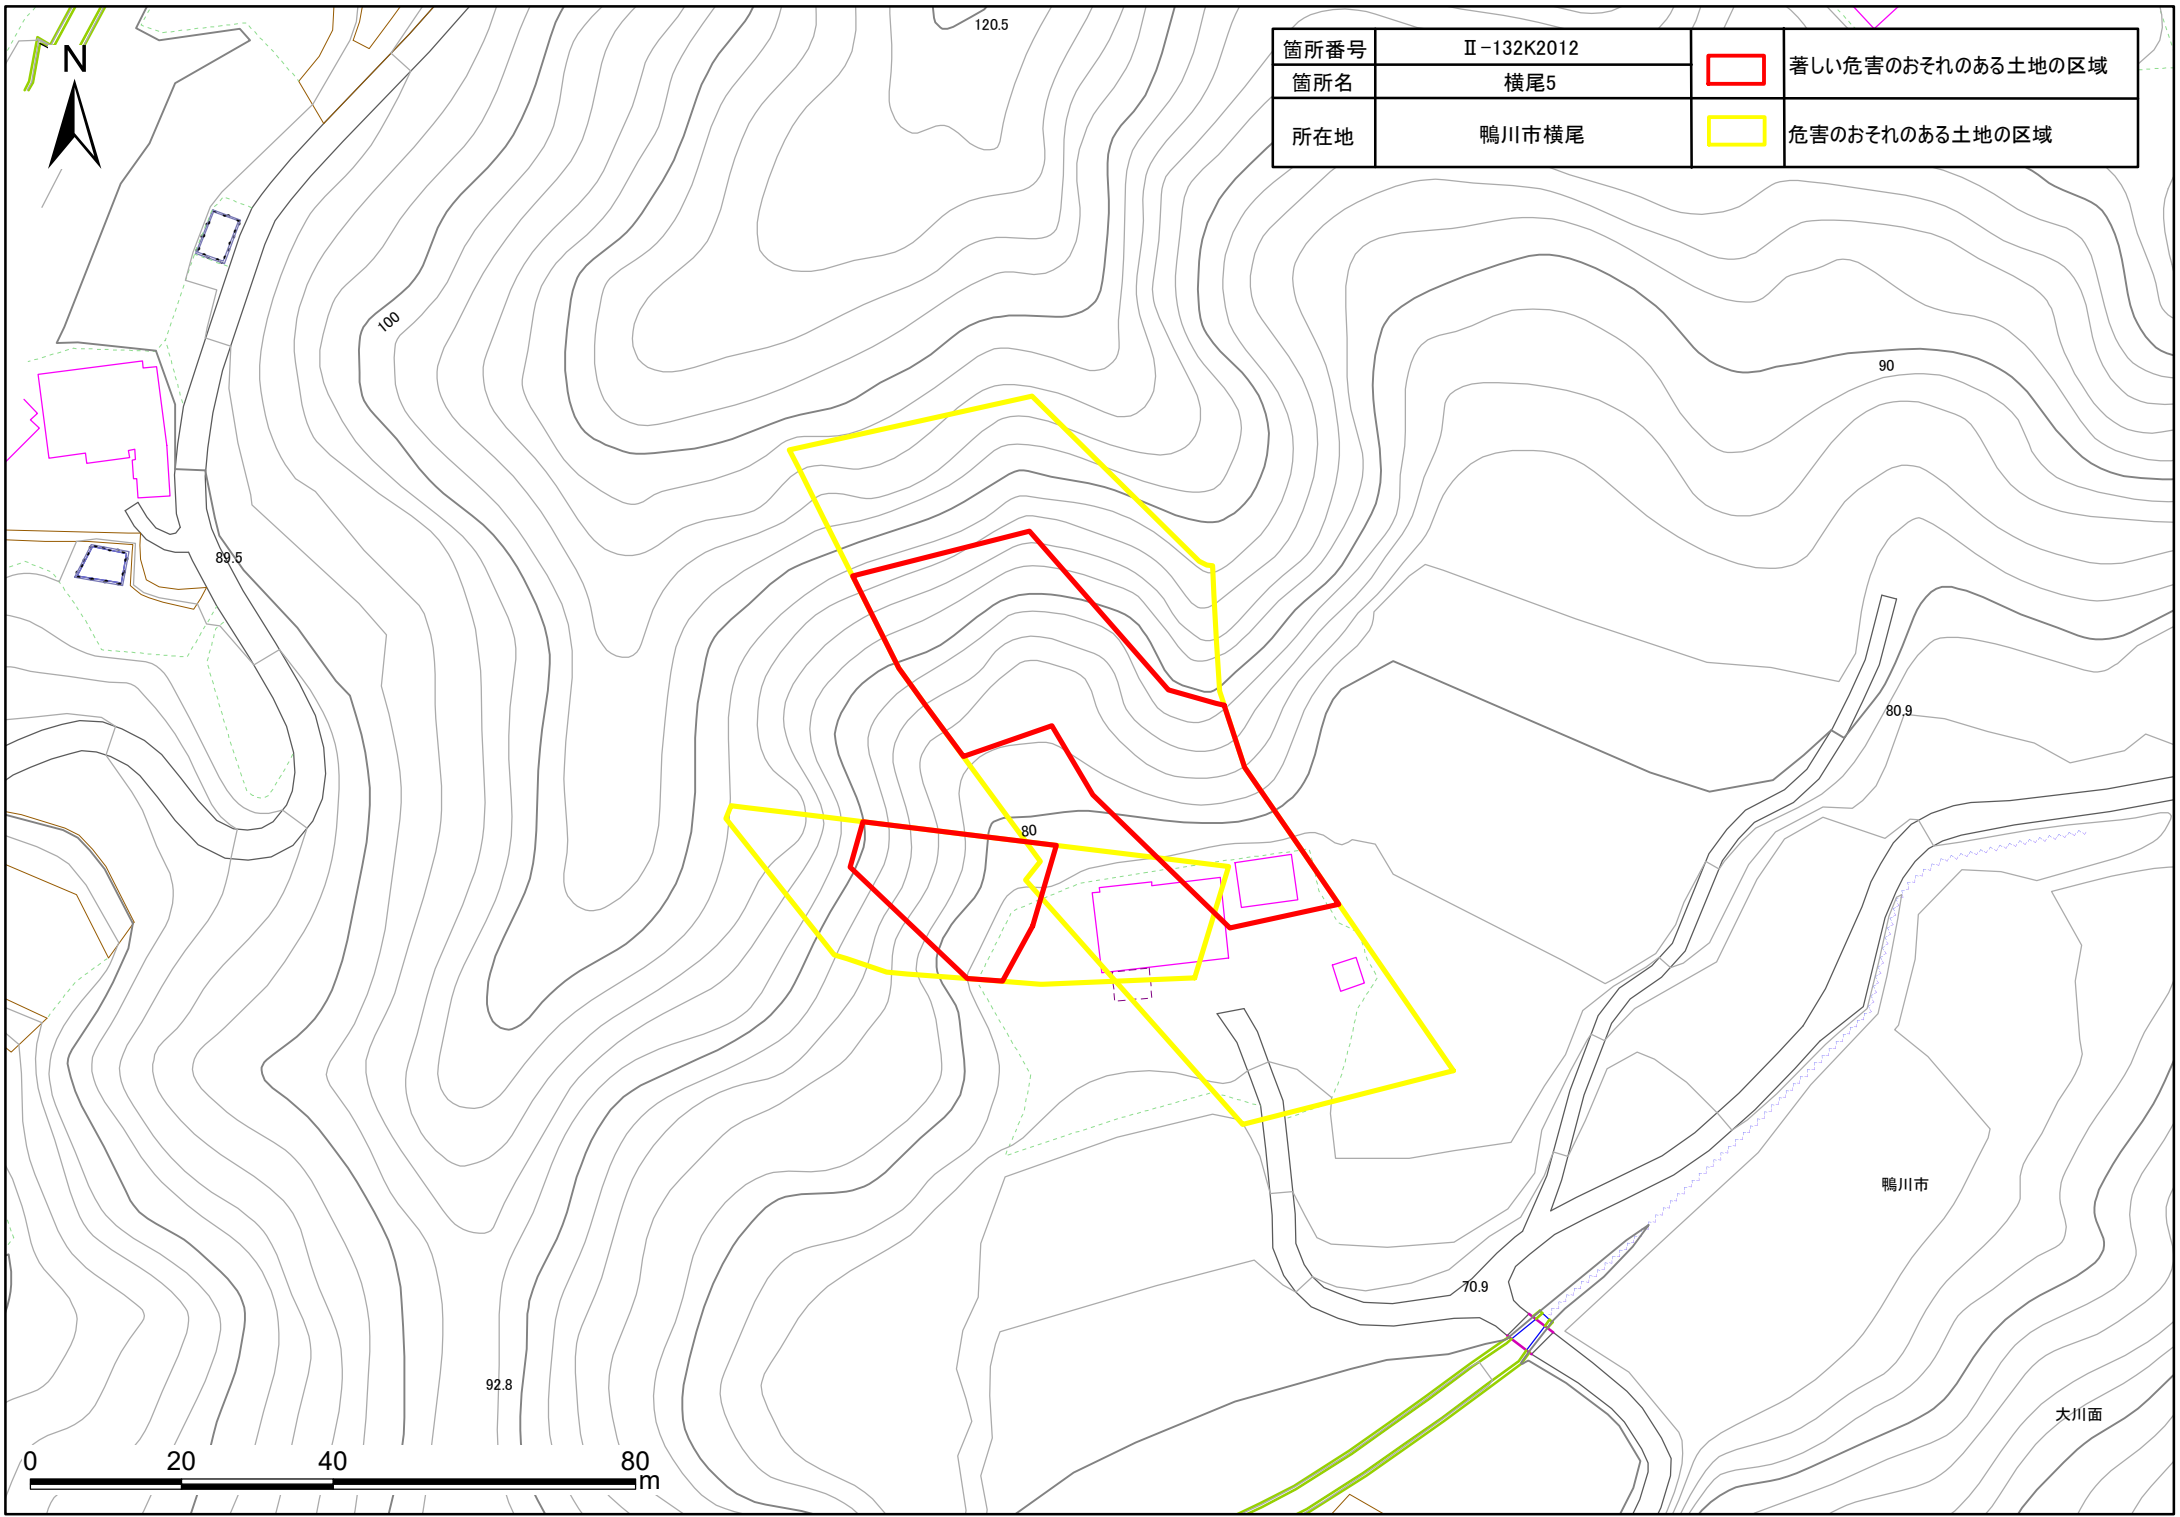 120.5
箇所番号 Ⅱ-132K2012
著しい危害のおそれのある土地の区域
箇所名 横尾5
所在地 鴨川市横尾
危害のおそれのある土地の区域
N
100
90
89.5
80.9
80
鴨川市
70.9
92.8
大川面
0 20 40 80
m